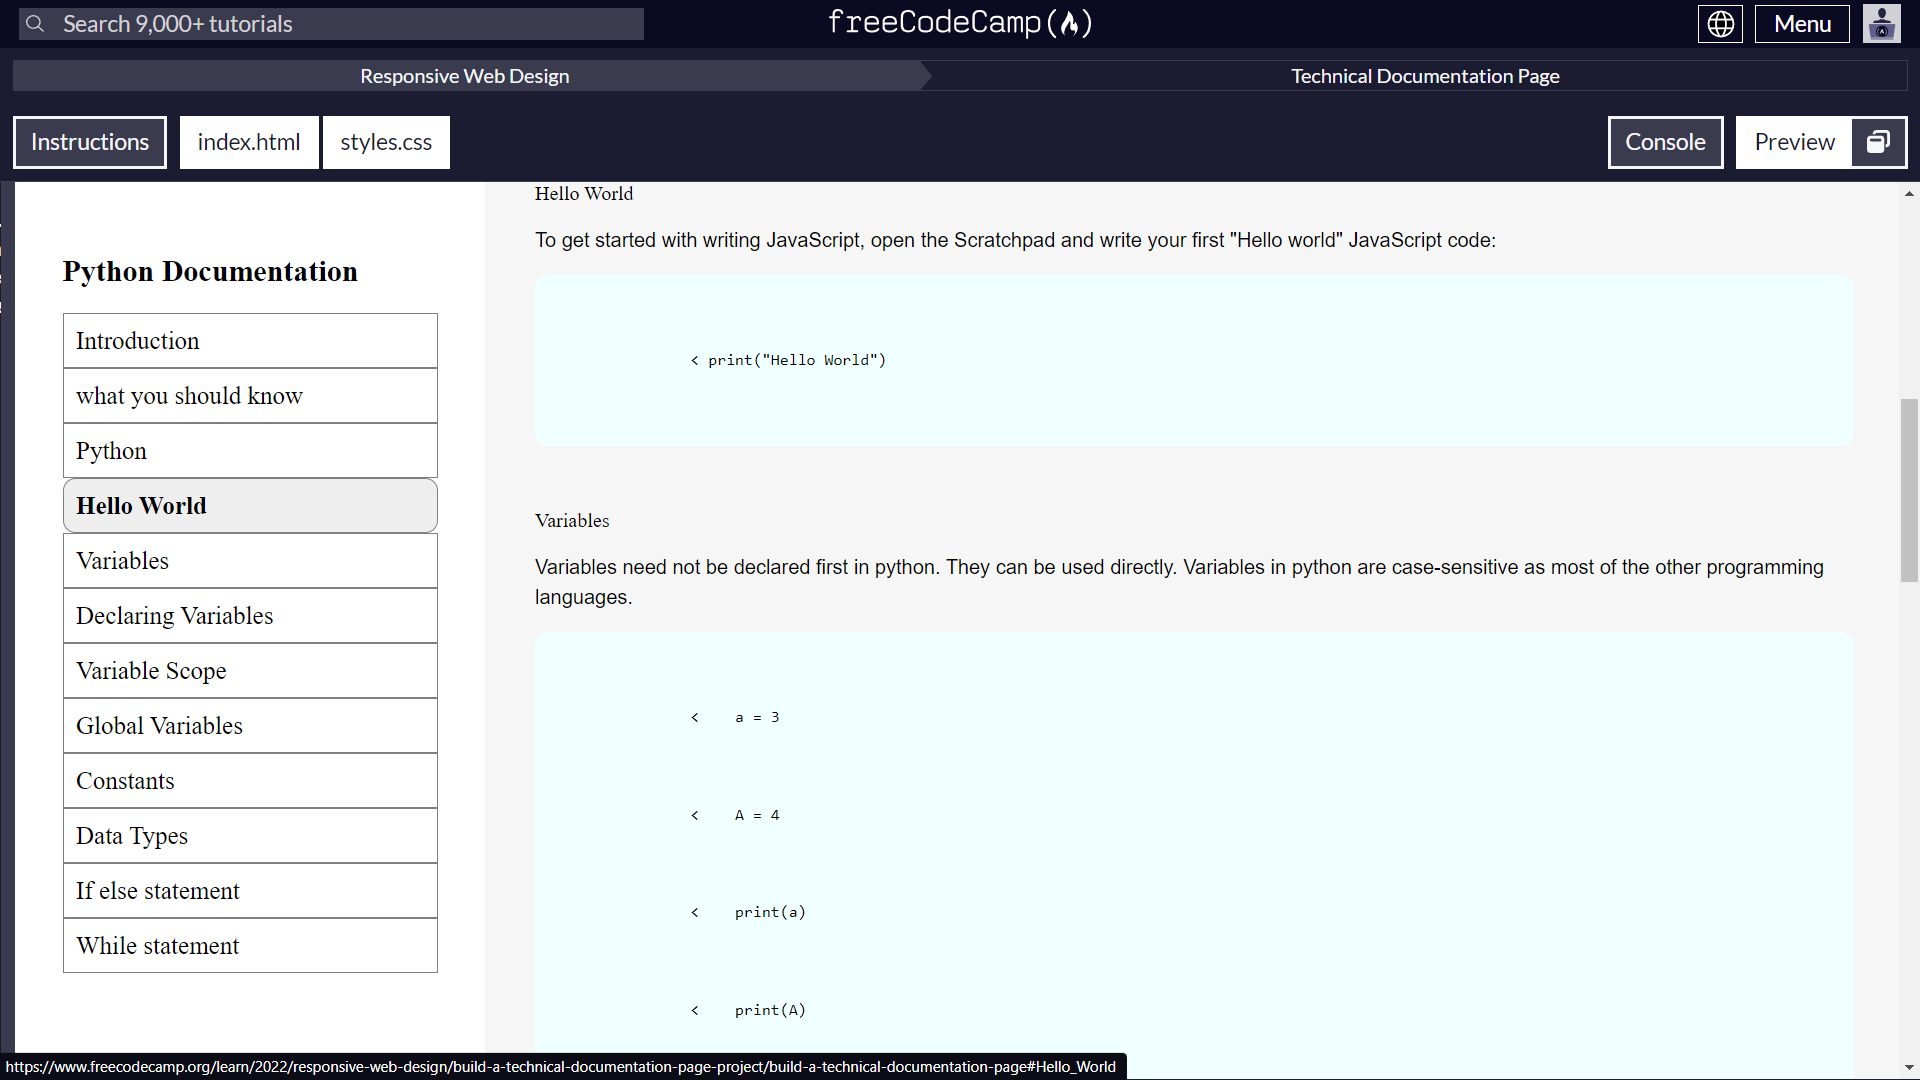 Search 9,000+ tutorials
freeCodeCamp
Menu
Responsive Web Design
Technical Documentation Page
Instructions
index.html
styles.css
Console
Preview
Python Documentation
Introduction
what you should know
Python
Hello World
Variables
Declaring Variables
Variable Scope
Global Variables
Constants
Data Types
If else statement
While statement
Hello World
To get started with writing JavaScript, open the Scratchpad and write your first "Hello world" JavaScript code:
< print("Hello World")
Variables
Variables need not be declared first in python. They can be used directly. Variables in python are case-sensitive as most of the other programming
languages.
< a = 3
< A = 4
< print(a)
< print(A)
https://www.freecodecamp.org/learn/2022/responsive-web-design/build-a-technical-documentation-page-project/build-a-technical-documentation-page#Hello_World